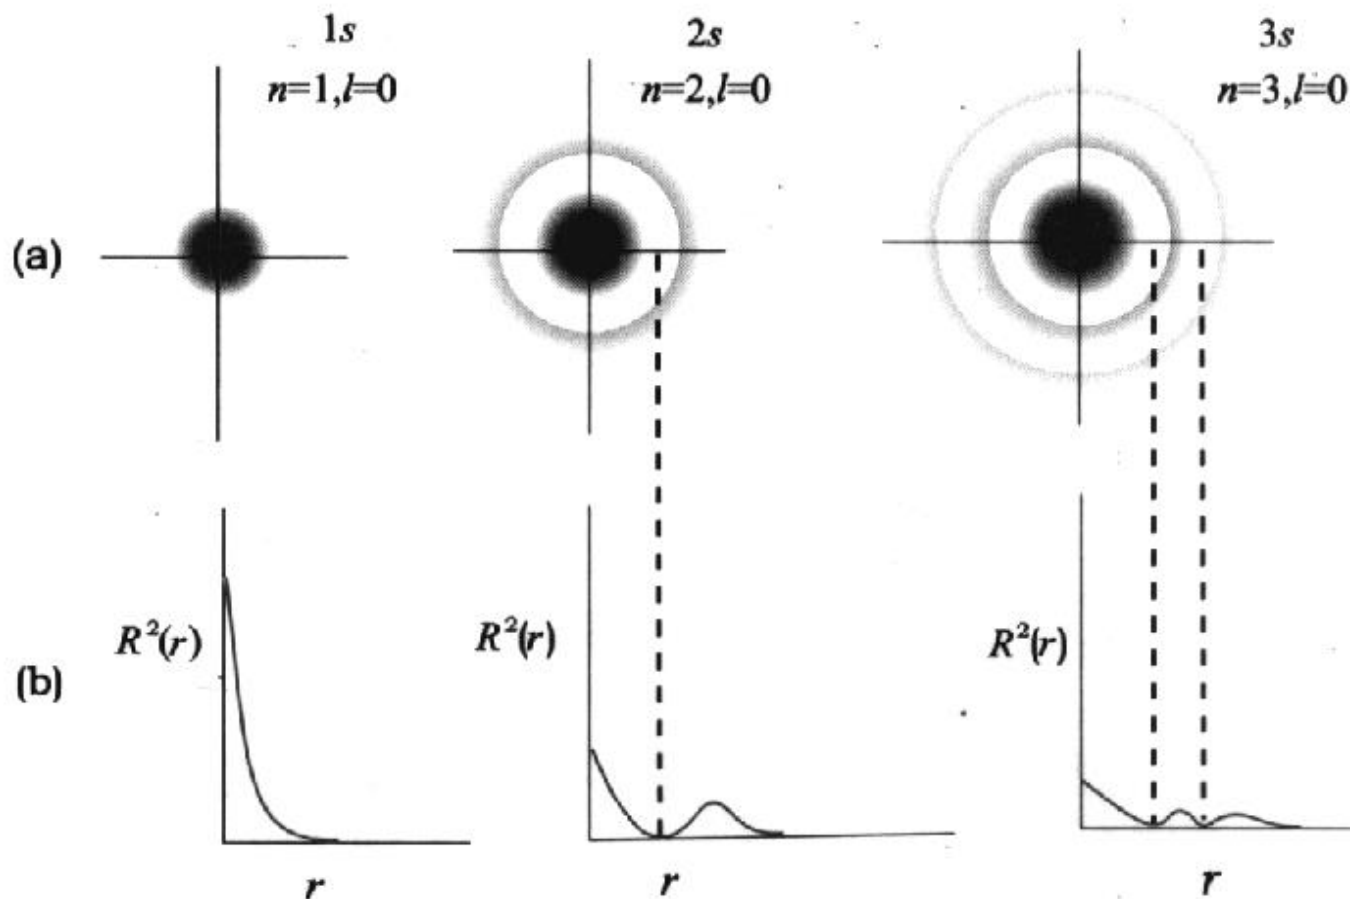 1s
n=1,l=0
2s
n=2,l=0
3s
n=3,l=0
(a)
(b)
R²(r)
R²(r)
R²(r)
r
r
r